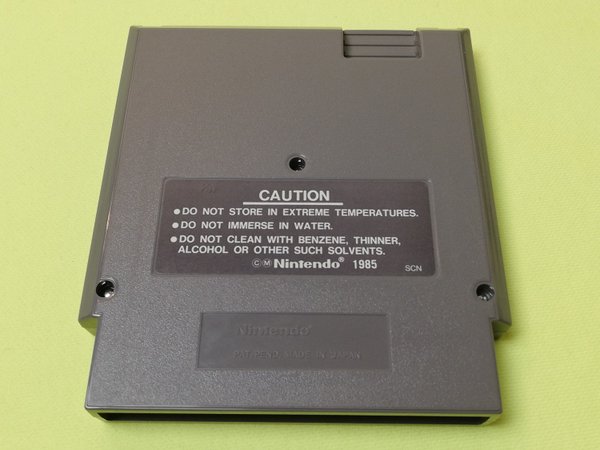 CAUTION
●DO NOT STORE IN EXTREME TEMPERATURES.
●DO NOT IMMERSE IN WATER.
●DO NOT CLEAN WITH BENZENE, THINNER,
ALCOHOL OR OTHER SUCH SOLVENTS.
ⒸⓂNintendo® 1985 SCN
Nintendo®
PAT. PEND. MADE IN JAPAN